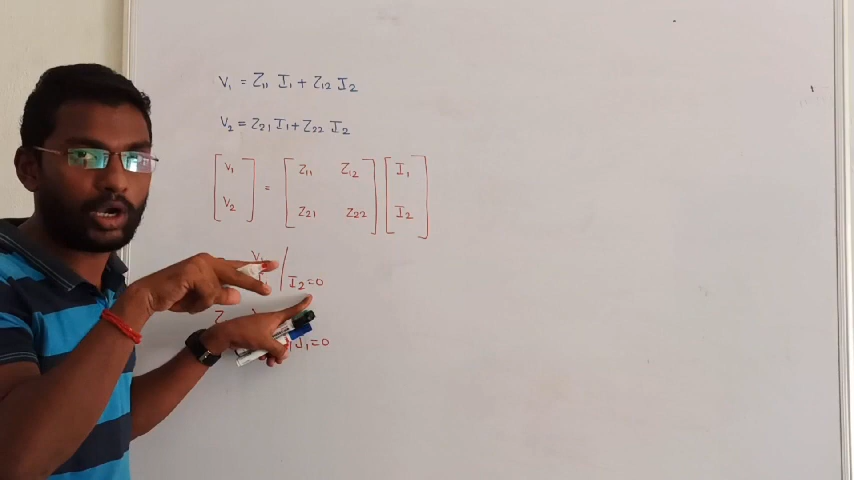 V₁ = Z₁₁ I₁ + Z₁₂ I₂
V₂ = Z₂₁ I₁ + Z₂₂ I₂
[V₁ V₂] = [Z₁₁ Z₁₂ Z₂₁ Z₂₂] [I₁ I₂]
V₁ | I₂=0
Z I₁=0